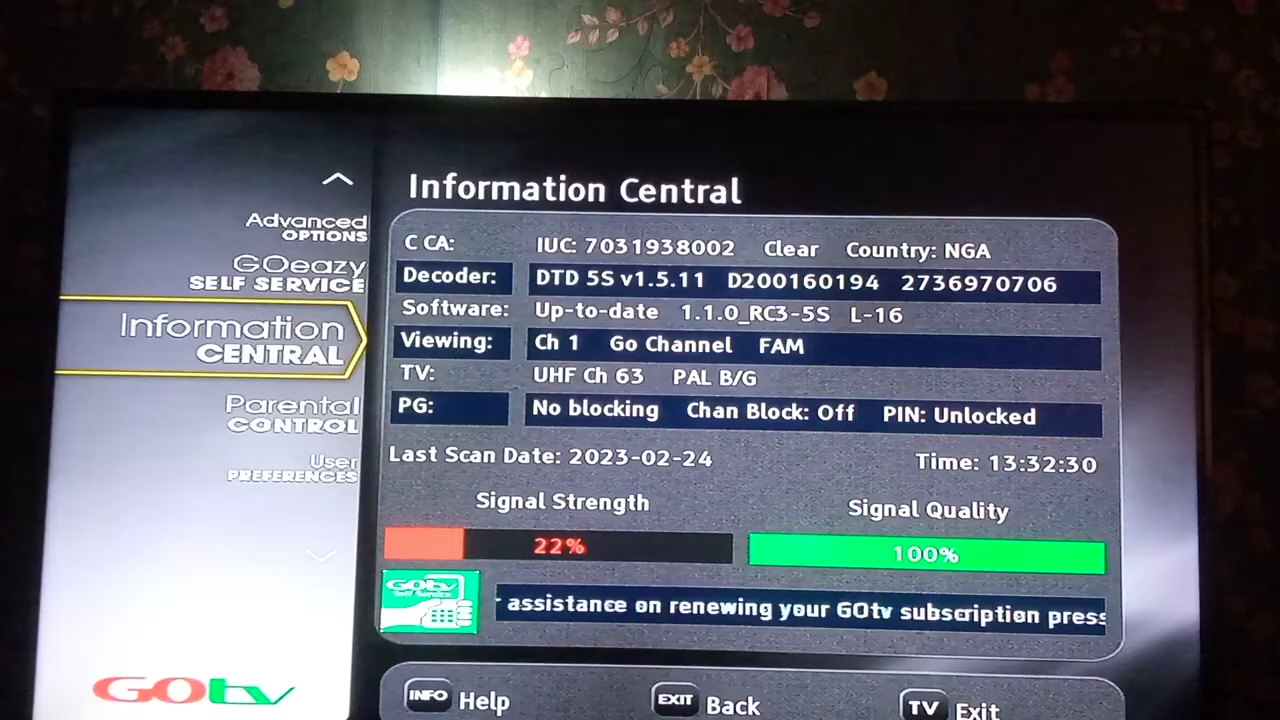 Information Central
Advanced
OPTIONS
GOeazy
SELF SERVICE
Information
CENTRAL
Parental
CONTROL
User
PREFERENCES
GOtv
C CA: IUC: 7031938002 Clear Country: NGA
Decoder: DTD 5S v1.5.11 D200160194 2736970706
Software: Up-to-date 1.1.0_RC3-5S L-16
Viewing: Ch 1 Go Channel FAM
TV: UHF Ch 63 PAL B/G
PG: No blocking Chan Block: Off PIN: Unlocked
Last Scan Date: 2023-02-24 Time: 13:32:30
Signal Strength Signal Quality
22% 100%
GOtv
Self Service
assistance on renewing your GOtv subscription press
INFO Help EXIT Back TV Exit